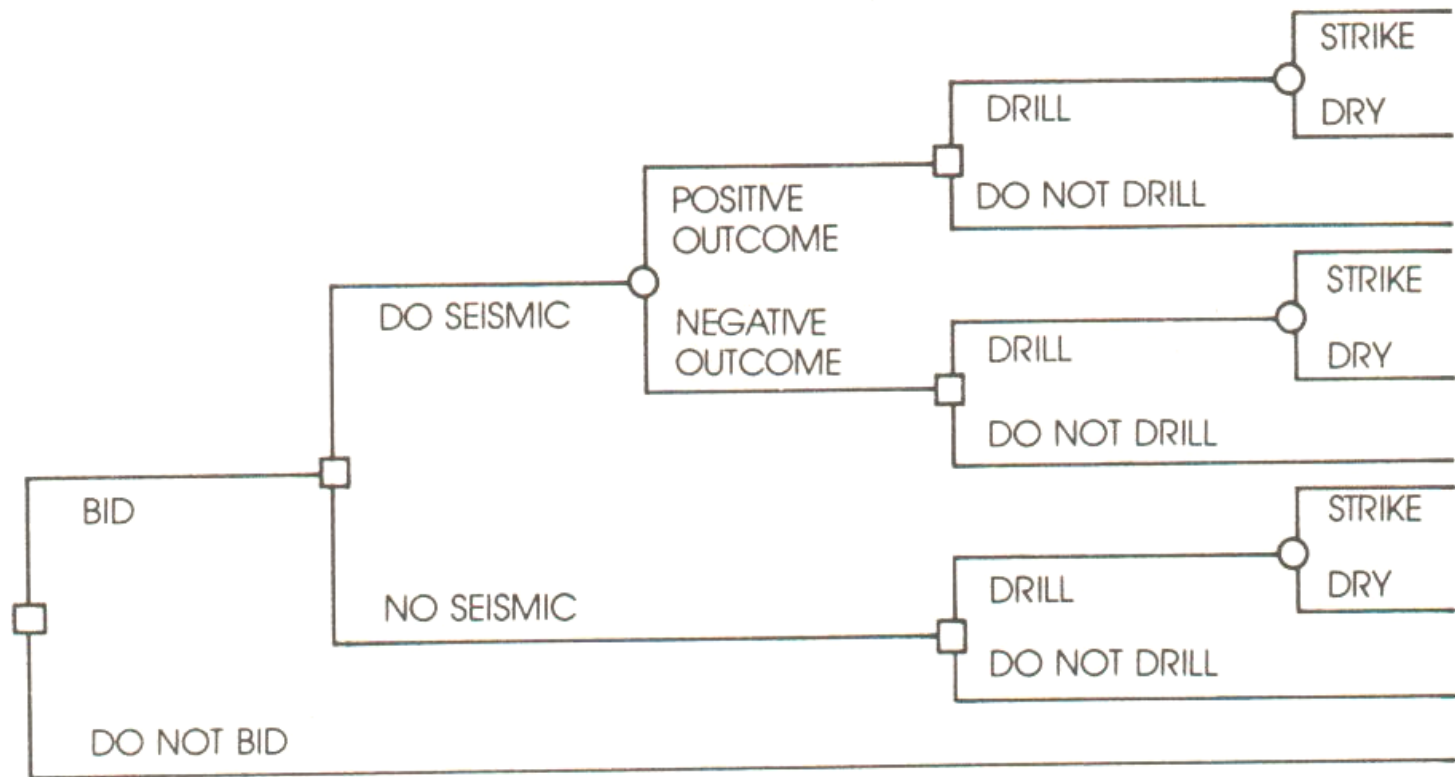 STRIKE
DRILL
DRY
DO NOT DRILL
POSITIVE
OUTCOME
STRIKE
DO SEISMIC
NEGATIVE
OUTCOME
DRILL
DRY
DO NOT DRILL
BID
STRIKE
NO SEISMIC
DRILL
DRY
DO NOT DRILL
DO NOT BID